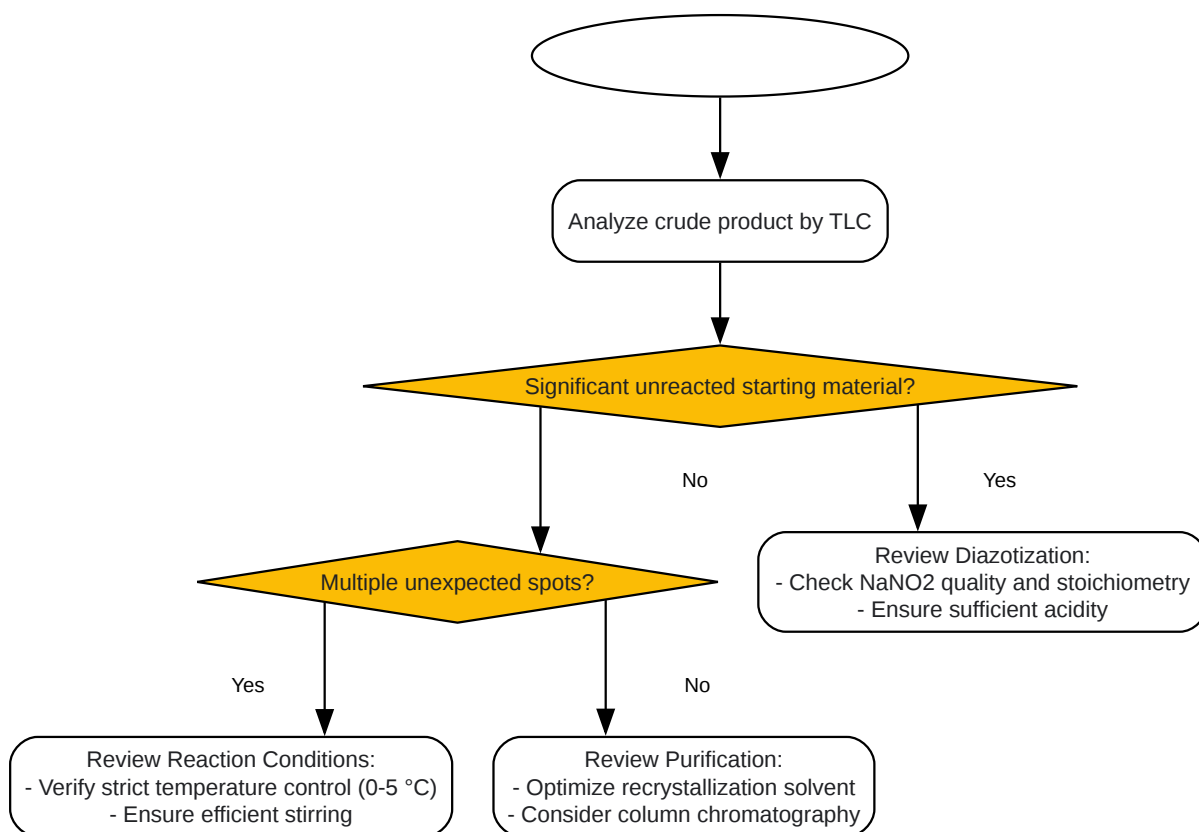 Analyze crude product by TLC
Significant unreacted starting material?
No
Yes
Review Diazotization:
- Check NaNO2 quality and stoichiometry
- Ensure sufficient acidity
Multiple unexpected spots?
Yes
No
Review Reaction Conditions:
- Verify strict temperature control (0-5 °C)
- Ensure efficient stirring
Review Purification:
- Optimize recrystallization solvent
- Consider column chromatography